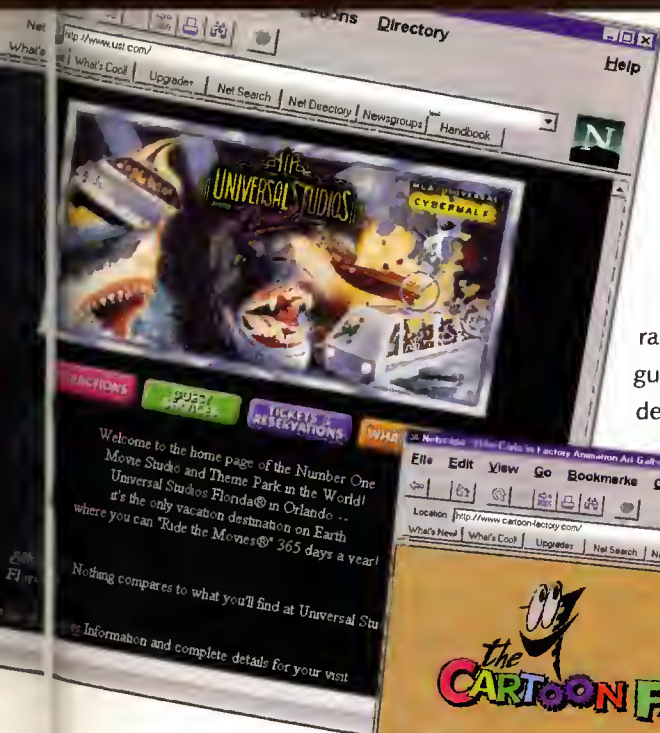 Options Directory
Help
http://www.usf.com/
What's Cool! Upgrades Net Search Net Directory Newsgroups Handbook
N
UNIVERSAL STUDIOS
MCA/UNIVERSAL
CYBERWALK
TICKETS &
RESERVATIONS
Welcome to the home page of the Number One
Movie Studio and Theme Park in the World!
Universal Studios Florida® in Orlando --
it's the only vacation destination on Earth
where you can "Ride the Movies® 365 days a year!
Nothing compares to what you'll find at Universal Stu
Information and complete details for your visit
ra
gu
de
File Edit View Go Bookmarks O
Location http://www.cartoon-factory.com/
What's New! What's Cool! Upgrades Net Search
the
CARTOON F